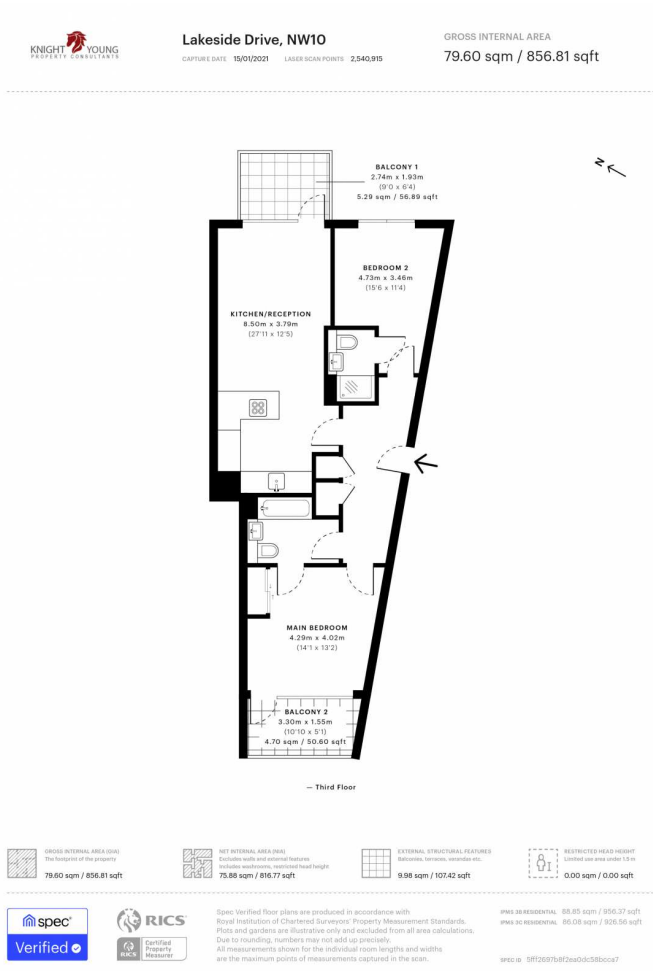 KNIGHT YOUNG
PROPERTY CONSULTANTS
Lakeside Drive, NW10
CAPTURE DATE 15/01/2021 LASER SCAN POINTS 2,540,915
GROSS INTERNAL AREA
79.60 sqm / 856.81 sqft
N
BALCONY 1
2.74m x 1.93m
(9'0 x 6'4)
5.29 sqm / 56.89 sqft
BEDROOM 2
4.73m x 3.46m
(15'6 x 11'4)
KITCHEN/RECEPTION
8.50m x 3.79m
(27'11 x 12'5)
MAIN BEDROOM
4.29m x 4.02m
(14'1 x 13'2)
BALCONY 2
3.30m x 1.55m
(10'10 x 5'1)
4.70 sqm / 50.60 sqft
— Third Floor
GROSS INTERNAL AREA (GIA)
The footprint of the property
79.60 sqm / 856.81 sqft
NET INTERNAL AREA (NIA)
Excludes walls and external features
Includes washrooms, restricted head height
75.88 sqm / 816.77 sqft
EXTERNAL STRUCTURAL FEATURES
Balconies, terraces, verandas etc.
9.98 sqm / 107.42 sqft
RESTRICTED HEAD HEIGHT
Limited use area under 1.5 m
0.00 sqm / 0.00 sqft
spec
Verified
RICS
RICS
Certified
Property
Measurer
Spec Verified floor plans are produced in accordance with
Royal Institution of Chartered Surveyors' Property Measurement Standards.
Plots and gardens are illustrative only and excluded from all area calculations.
Due to rounding, numbers may not add up precisely.
All measurements shown for the individual room lengths and widths
are the maximum points of measurements captured in the scan.
IPMS 3B RESIDENTIAL 88.85 sqm / 956.37 sqft
IPMS 3C RESIDENTIAL 86.08 sqm / 926.56 sqft
SPEC ID 5ff2697b8f2ea0dc58bcca7